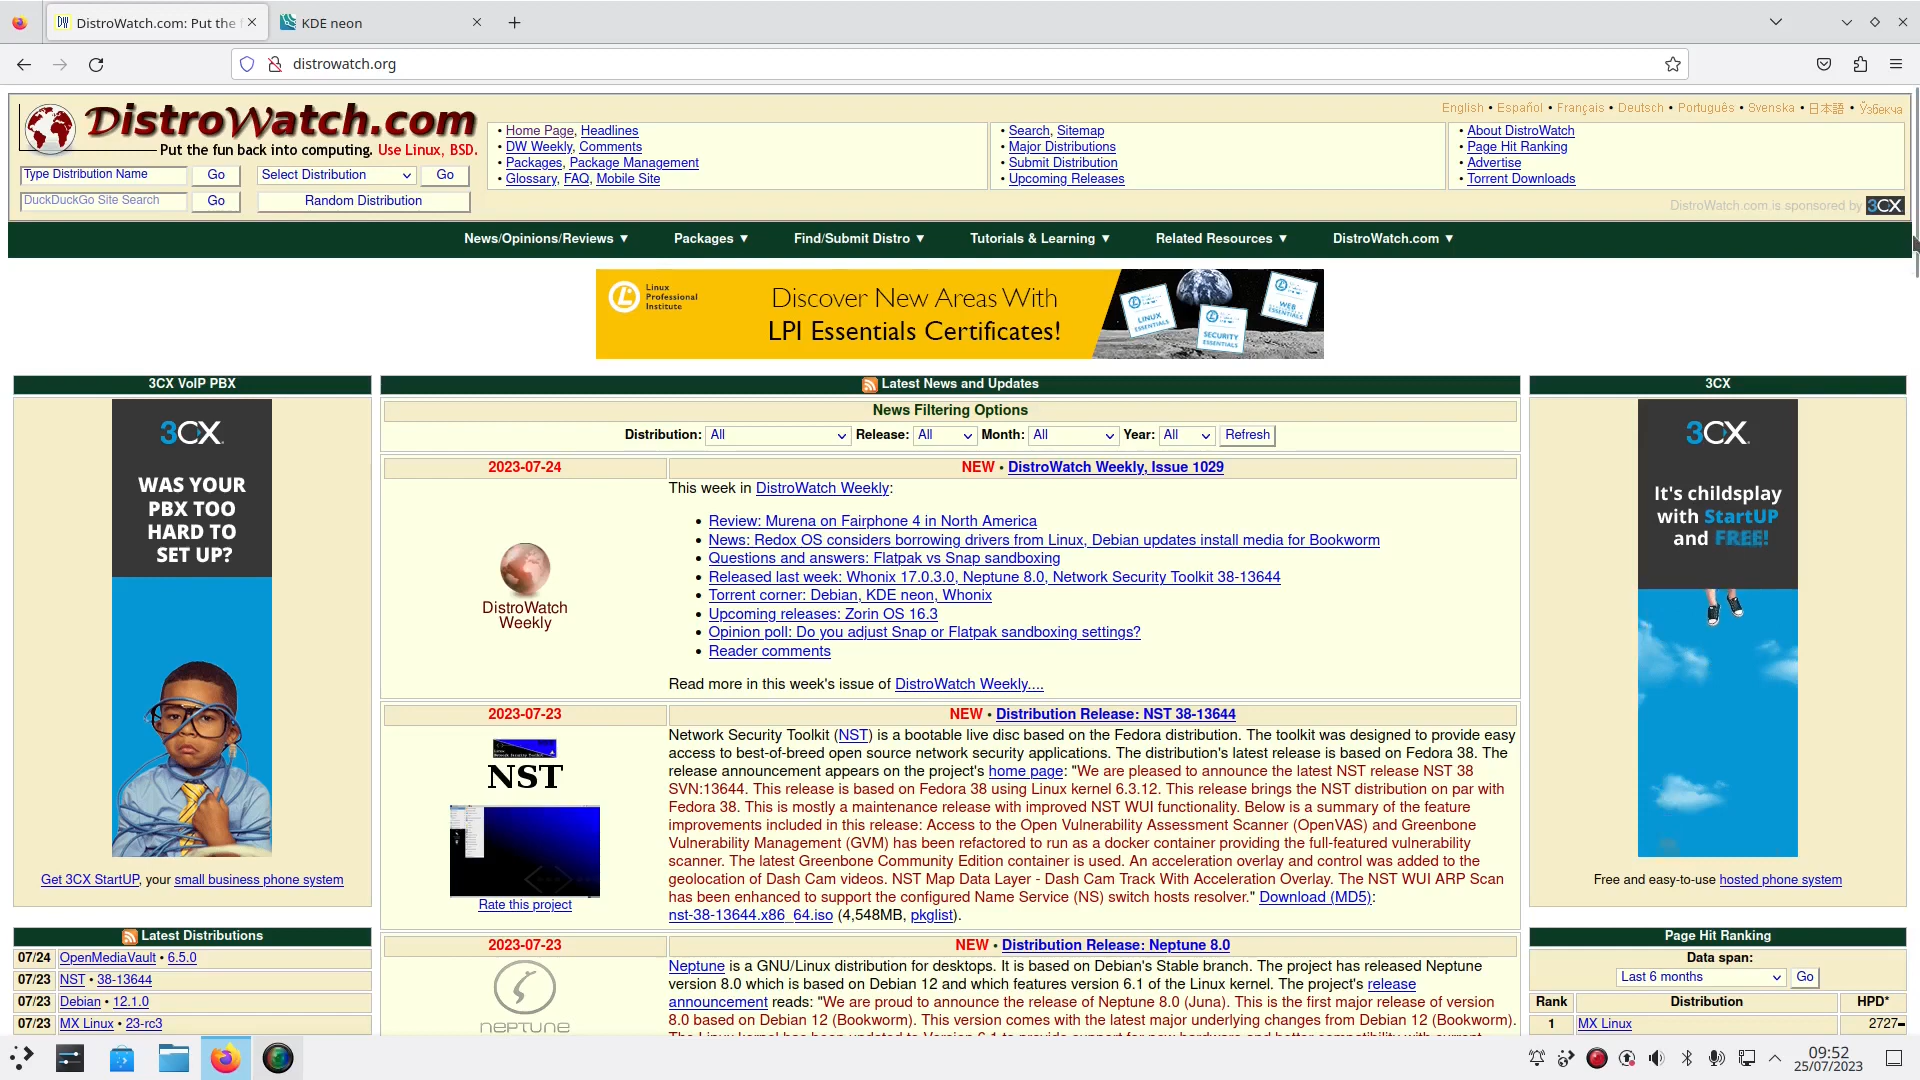 DistroWatch.com: Put the f
KDE neon
distrowatch.org
DistroWatch.com
Put the fun back into computing. Use Linux, BSD.
English • Español • Français • Deutsch • Português • Svenska • 日本語 • Ўзбекча
• Home Page, Headlines
• DW Weekly, Comments
• Packages, Package Management
• Glossary, FAQ, Mobile Site
• Search, Sitemap
• Major Distributions
• Submit Distribution
• Upcoming Releases
• About DistroWatch
• Page Hit Ranking
• Advertise
• Torrent Downloads
Type Distribution Name Go Select Distribution Go
DuckDuckGo Site Search Go Random Distribution
DistroWatch.com is sponsored by 3CX
News/Opinions/Reviews ▼ Packages ▼ Find/Submit Distro ▼ Tutorials & Learning ▼ Related Resources ▼ DistroWatch.com ▼
Linux
Professional
Institute
Discover New Areas With
LPI Essentials Certificates!
LINUX
ESSENTIALS
SECURITY
ESSENTIALS
WEB
ESSENTIALS
3CX VoIP PBX
3CX
WAS YOUR
PBX TOO
HARD TO
SET UP?
Get 3CX StartUP, your small business phone system
Latest Distributions
07/24 OpenMediaVault • 6.5.0
07/23 NST • 38-13644
07/23 Debian • 12.1.0
07/23 MX Linux • 23-rc3
Latest News and Updates
News Filtering Options
Distribution: All Release: All Month: All Year: All Refresh
2023-07-24
NEW • DistroWatch Weekly, Issue 1029
DistroWatch
Weekly
This week in DistroWatch Weekly:
• Review: Murena on Fairphone 4 in North America
• News: Redox OS considers borrowing drivers from Linux, Debian updates install media for Bookworm
• Questions and answers: Flatpak vs Snap sandboxing
• Released last week: Whonix 17.0.3.0, Neptune 8.0, Network Security Toolkit 38-13644
• Torrent corner: Debian, KDE neon, Whonix
• Upcoming releases: Zorin OS 16.3
• Opinion poll: Do you adjust Snap or Flatpak sandboxing settings?
• Reader comments
Read more in this week's issue of DistroWatch Weekly....
2023-07-23
NEW • Distribution Release: NST 38-13644
NST
Rate this project
Network Security Toolkit (NST) is a bootable live disc based on the Fedora distribution. The toolkit was designed to provide easy
access to best-of-breed open source network security applications. The distribution's latest release is based on Fedora 38. The
release announcement appears on the project's home page: "We are pleased to announce the latest NST release NST 38
SVN:13644. This release is based on Fedora 38 using Linux kernel 6.3.12. This release brings the NST distribution on par with
Fedora 38. This is mostly a maintenance release with improved NST WUI functionality. Below is a summary of the feature
improvements included in this release: Access to the Open Vulnerability Assessment Scanner (OpenVAS) and Greenbone
Vulnerability Management (GVM) has been refactored to run as a docker container providing the full-featured vulnerability
scanner. The latest Greenbone Community Edition container is used. An acceleration overlay and control was added to the
geolocation of Dash Cam videos. NST Map Data Layer - Dash Cam Track With Acceleration Overlay. The NST WUI ARP Scan
has been enhanced to support the configured Name Service (NS) switch hosts resolver." Download (MD5):
nst-38-13644.x86_64.iso (4,548MB, pkglist).
2023-07-23
NEW • Distribution Release: Neptune 8.0
NEPTUNE
Neptune is a GNU/Linux distribution for desktops. It is based on Debian's Stable branch. The project has released Neptune
version 8.0 which is based on Debian 12 and which features version 6.1 of the Linux kernel. The project's release
announcement reads: "We are proud to announce the release of Neptune 8.0 (Juna). This is the first major release of version
8.0 based on Debian 12 (Bookworm). This version comes with the latest major underlying changes from Debian 12 (Bookworm).
3CX
3CX
It's childsplay
with StartUP
and FREE!
Free and easy-to-use hosted phone system
Page Hit Ranking
Data span:
Last 6 months Go
Rank Distribution HPD*
1 MX Linux 2727
09:52
25/07/2023